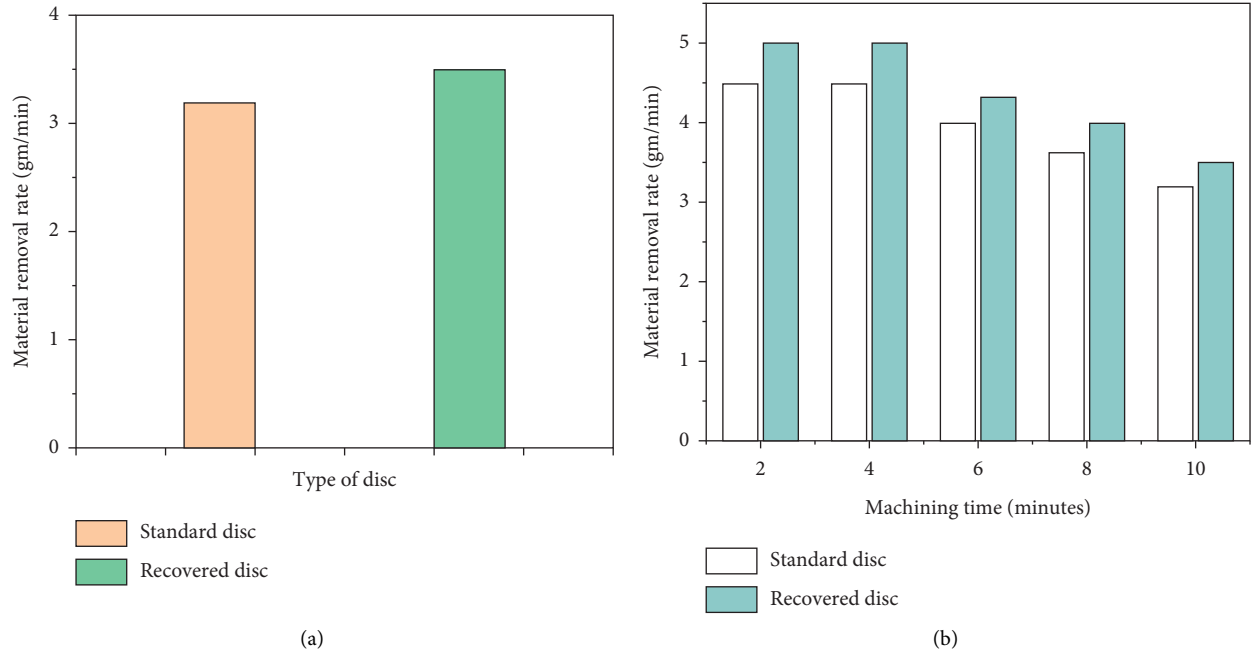 4
3
2
1
0
Material removal rate (gm/min)
Type of disc
Standard disc
Recovered disc
(a)
5
4
3
2
1
0
Material removal rate (gm/min)
2 4 6 8 10
Machining time (minutes)
Standard disc
Recovered disc
(b)